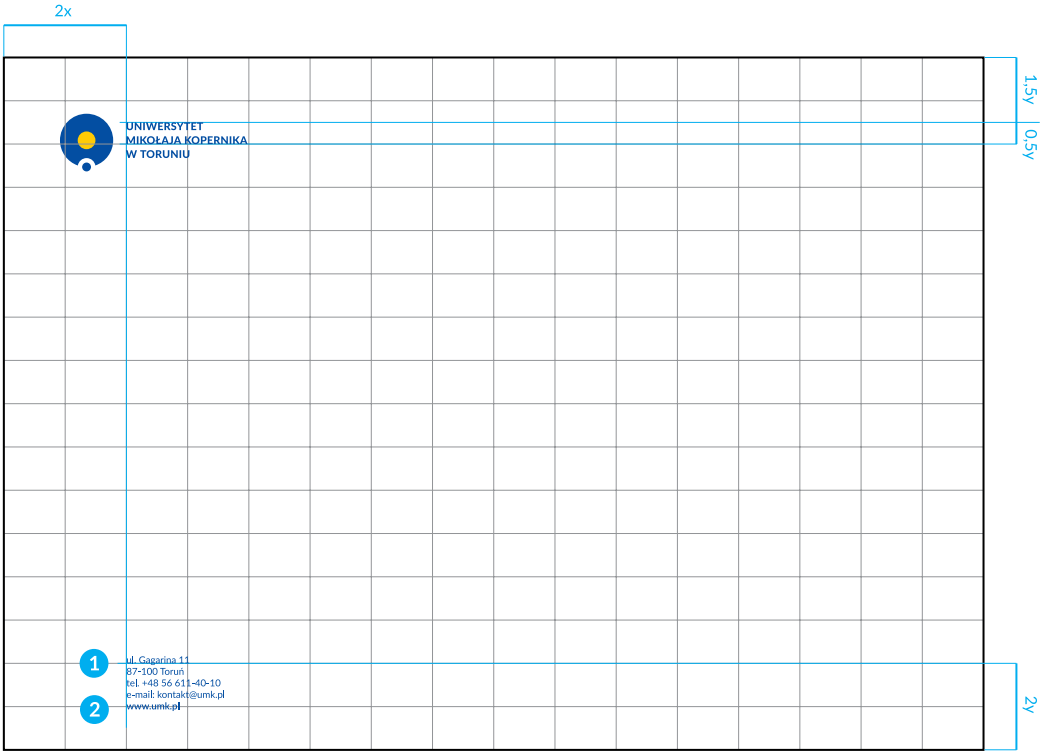 2x
1,5y
UNIWERSYTET
MIKOŁAJA KOPERNIKA
W TORUNIU
0,5y
1
ul. Gagarina 11
87-100 Toruń
tel. +48 56 611-40-10
e-mail: kontakt@umk.pl
2
www.umk.pl
2y